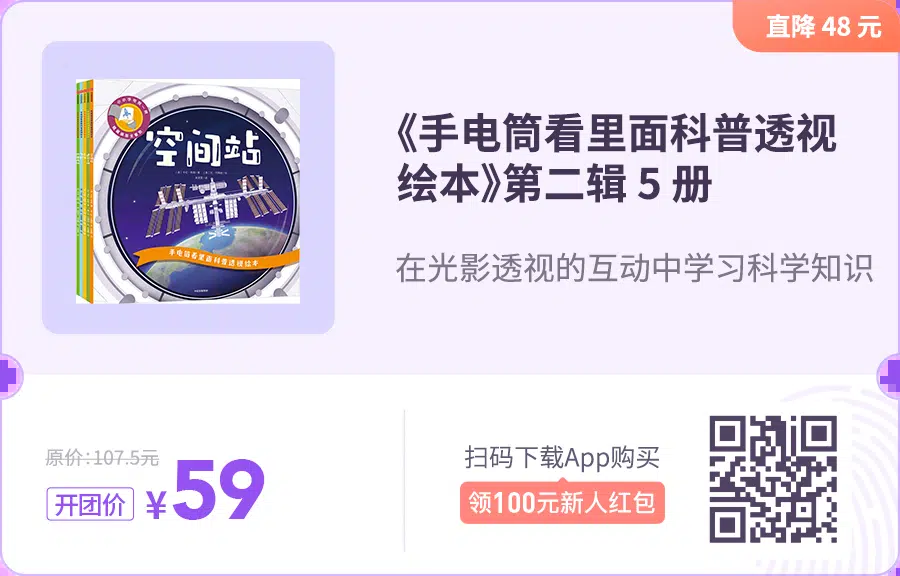 直降 48 元
空间站
手电筒看里面科普透视绘本
《手电筒看里面科普透视
绘本》第二辑 5 册
在光影透视的互动中学习科学知识
原价:107.5元
开团价 ¥59
扫码下载App购买
领100元新人红包